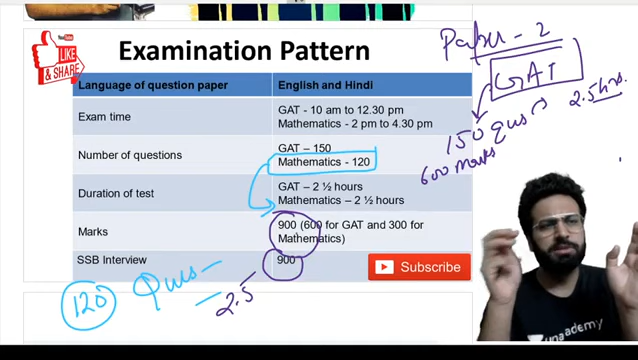 YouTube
LIKE
& SHARE
Examination Pattern
Paper - 2
GAT
2.5 hrs.
150 Qus
600 marks
Language of question paper English and Hindi
Exam time GAT - 10 am to 12.30 pm
Mathematics - 2 pm to 4.30 pm
Number of questions GAT – 150
Mathematics - 120
Duration of test GAT – 2 ½ hours
Mathematics – 2 ½ hours
Marks 900 (600 for GAT and 300 for
Mathematics)
SSB Interview 900
Subscribe
120 Qus
2.5
unacademy